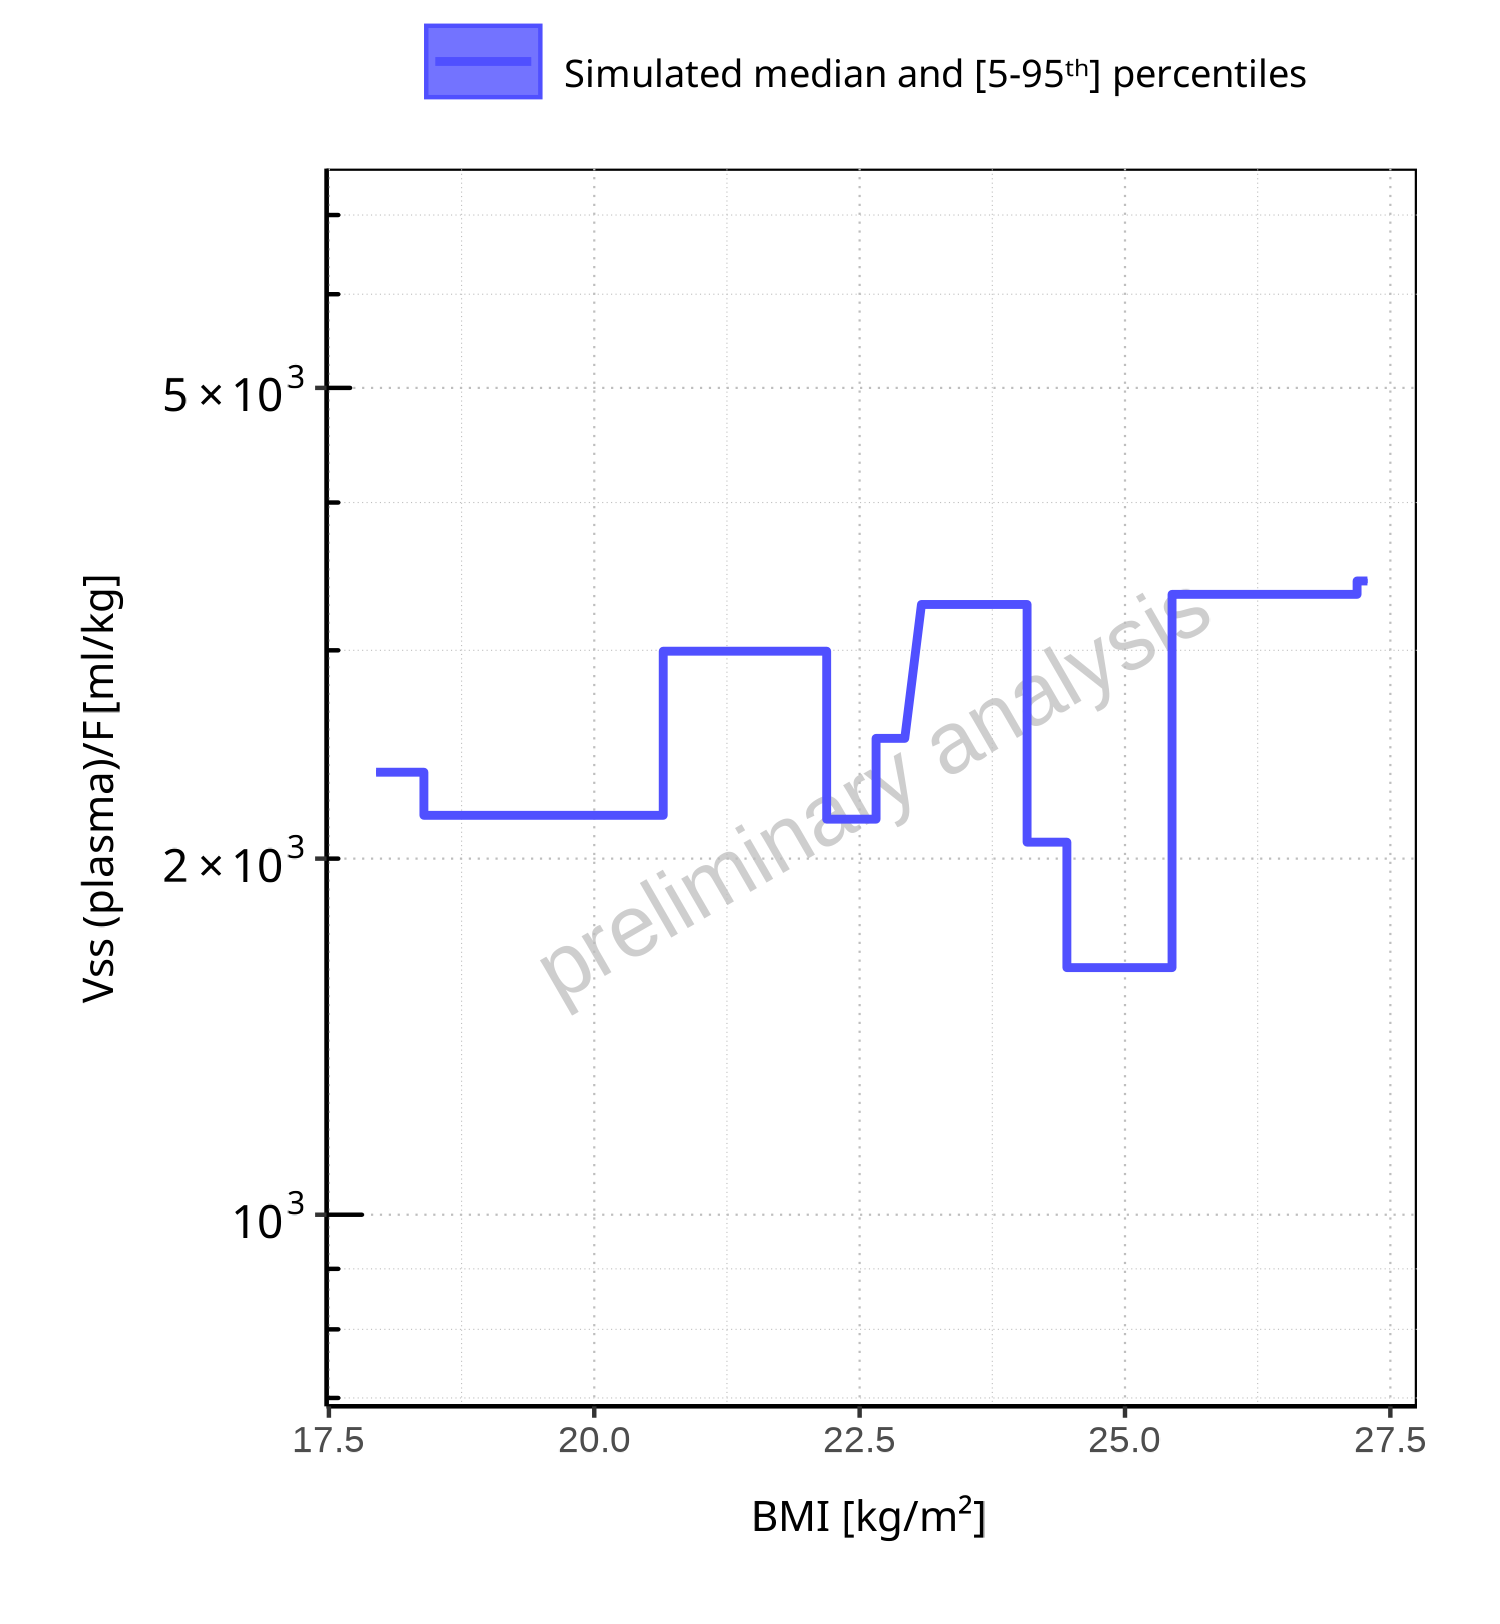 Simulated median and [5-95ᵗʰ] percentiles
5 × 10³
2 × 10³
10³
Vss (plasma)/F[ml/kg]
preliminary analysis
17.5 20.0 22.5 25.0 27.5
BMI [kg/m²]